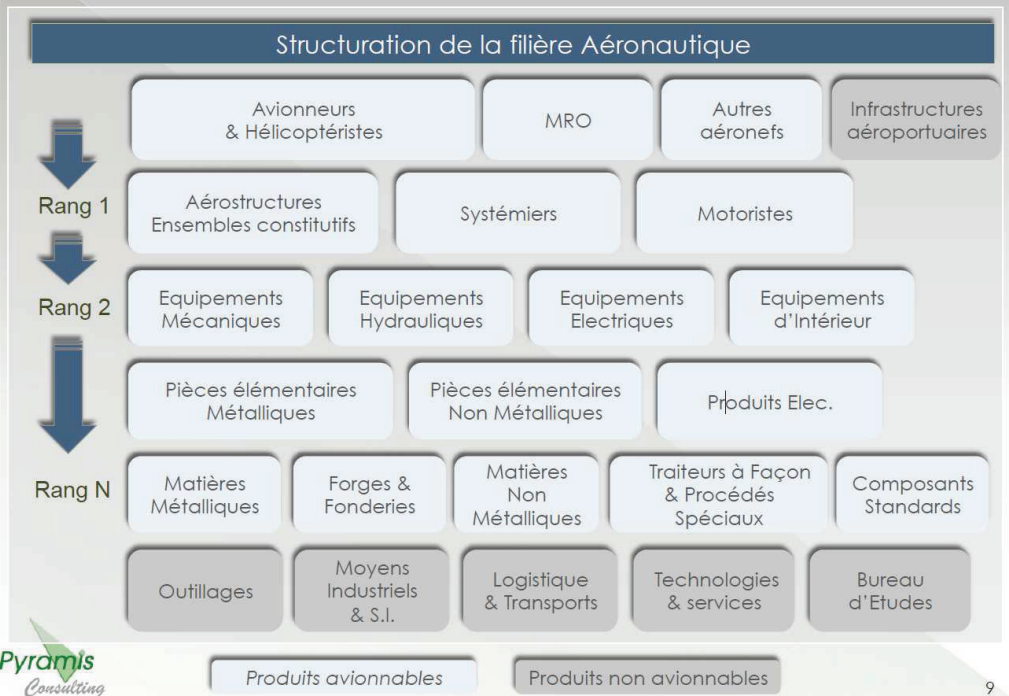 Structuration de la filière Aéronautique
Avionneurs
& Hélicoptéristes
MRO
Autres
aéronefs
Infrastructures
aéroportuaires
Rang 1
Aérostructures
Ensembles constitutifs
Systémiers
Motoristes
Rang 2
Equipements
Mécaniques
Equipements
Hydrauliques
Equipements
Electriques
Equipements
d'Intérieur
Pièces élémentaires
Métalliques
Pièces élémentaires
Non Métalliques
Produits Elec.
Rang N
Matières
Métalliques
Forges &
Fonderies
Matières
Non
Métalliques
Traiteurs à Façon
& Procédés
Spéciaux
Composants
Standards
Outillages
Moyens
Industriels
& S.I.
Logistique
& Transports
Technologies
& services
Bureau
d'Etudes
Pyramis
Consulting
Produits avionnables
Produits non avionnables
9